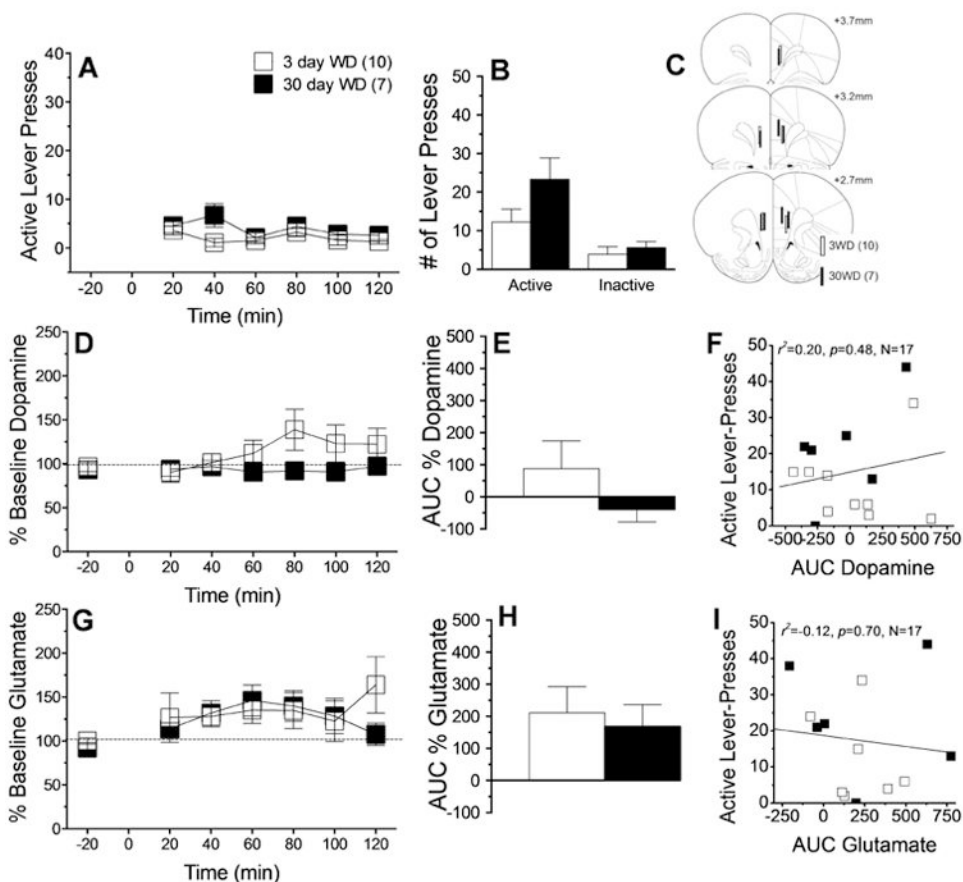 A
Active Lever Presses
40
30
20
10
0
-20 0 20 40 60 80 100 120
Time (min)
3 day WD (10)
30 day WD (7)
B
# of Lever Presses
50
40
30
20
10
0
Active Inactive
C
+3.7mm
+3.2mm
+2.7mm
3WD (10)
30WD (7)
D
% Baseline Dopamine
250
200
150
100
50
0
-20 0 20 40 60 80 100 120
Time (min)
E
AUC % Dopamine
500
400
300
200
100
0
-100
F
r²=0.20, p=0.48, N=17
Active Lever-Presses
50
40
30
20
10
0
-500 -250 0 250 500 750
AUC Dopamine
G
% Baseline Glutamate
250
200
150
100
50
0
-20 0 20 40 60 80 100 120
Time (min)
H
AUC % Glutamate
500
400
300
200
100
0
-100
I
r²=-0.12, p=0.70, N=17
Active Lever-Presses
50
40
30
20
10
0
-250 0 250 500 750
AUC Glutamate